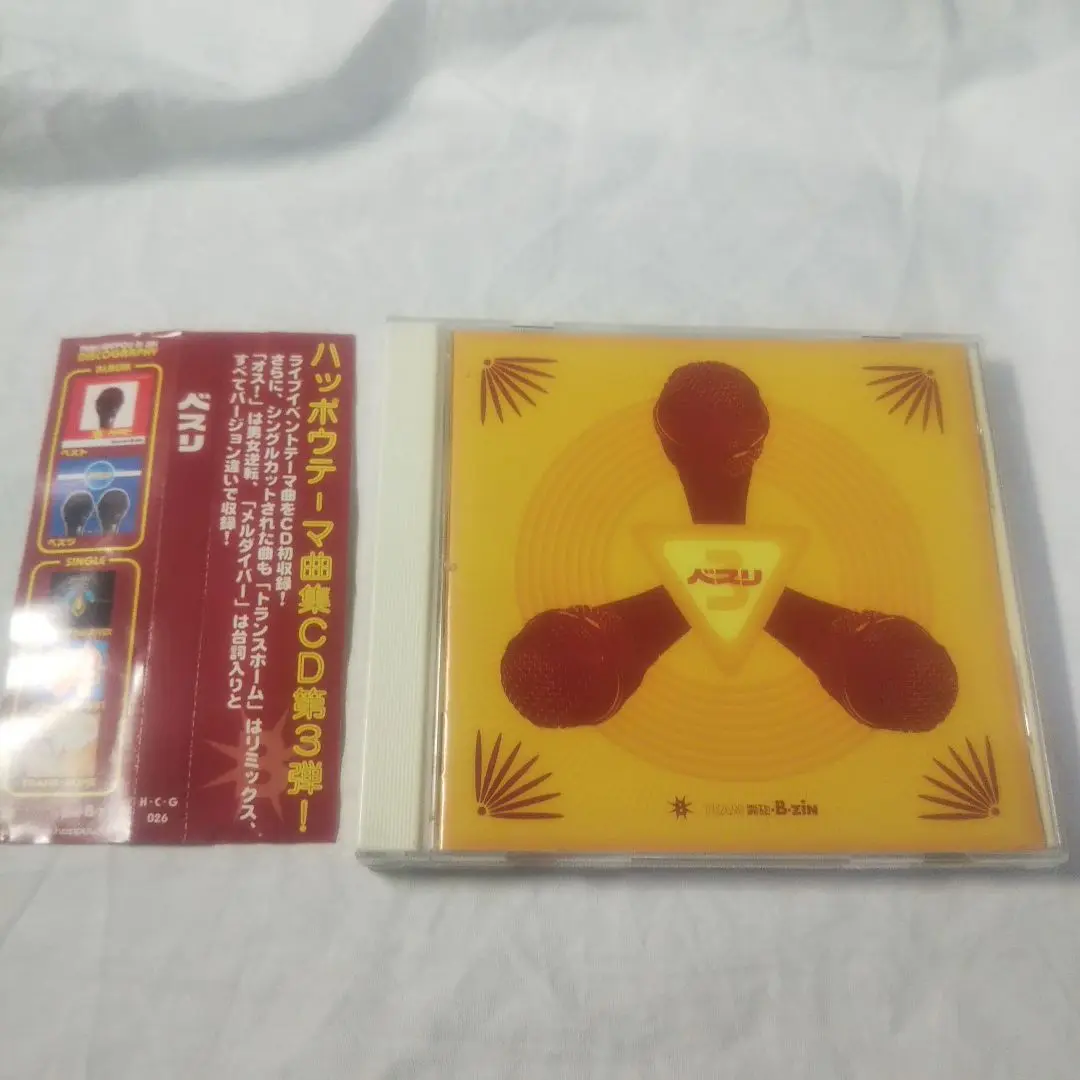 ハッポウテーマ曲集CD第3弾！
ライブイベントテーマ曲をCD初収録！
さらに、シングルカットされた曲も「トランスホーム」はリミックス、
「オス！」は男女逆転、「メルダイバー」は台詞入りと
すべてバージョン違いで収録！
ベスリ
H・C・G
026
DISCOGRAPHY
ALBUM
ベスト
ベスツ
SINGLE
ベスリ
3
B・ZIN